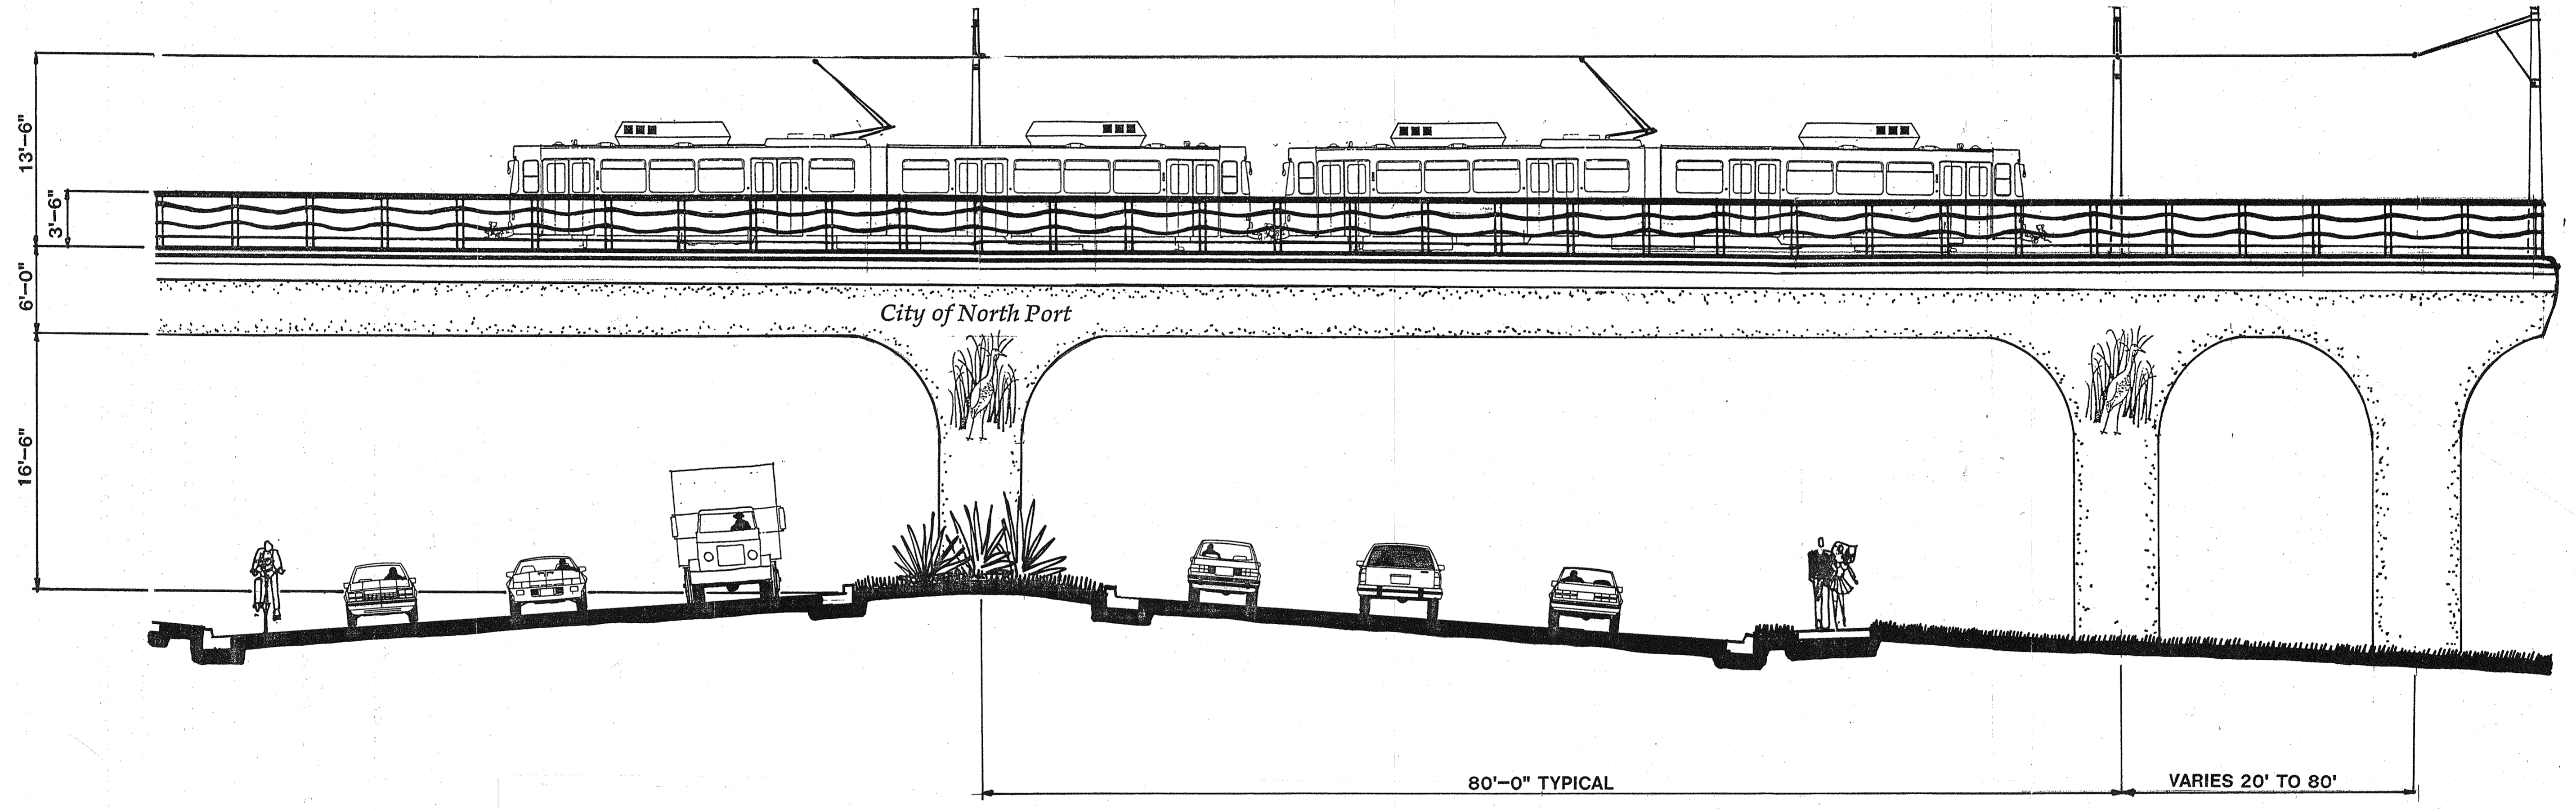 13'-6"
3'-6"
6'-0"
City of North Port
16'-6"
80'-0" TYPICAL
VARIES 20' TO 80'